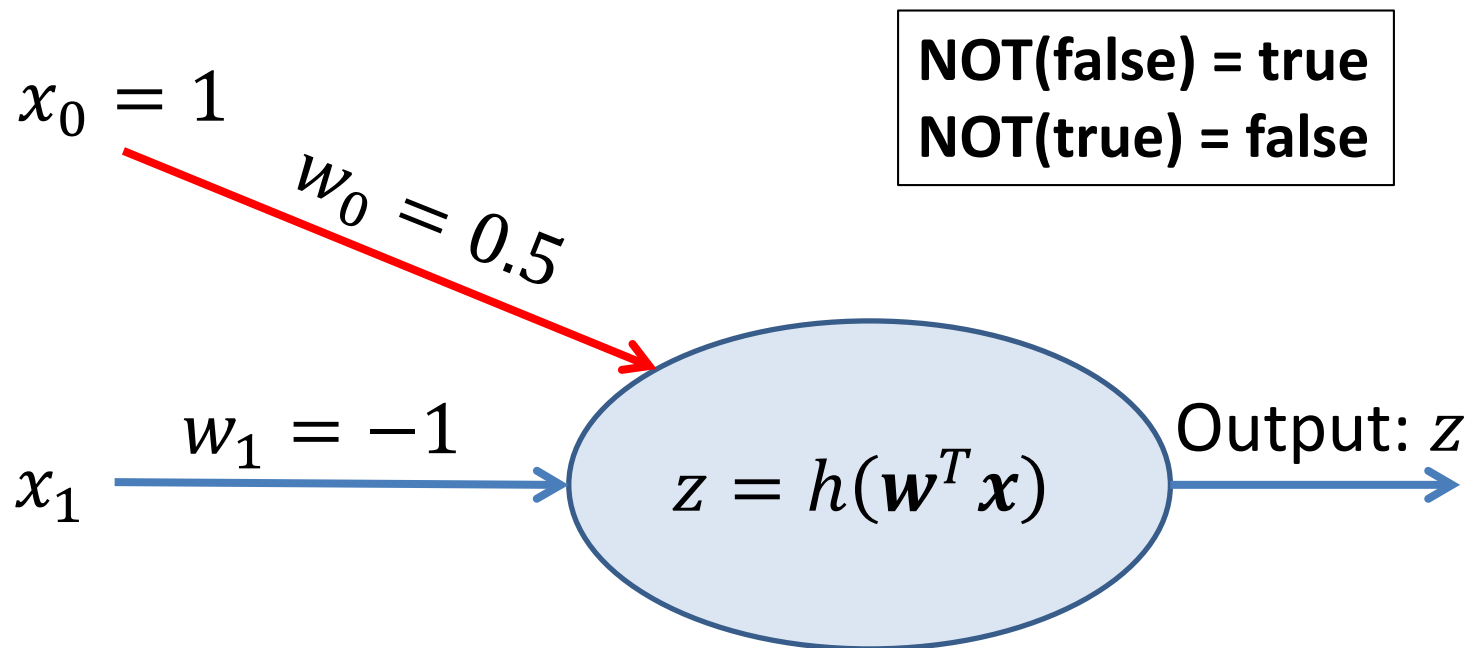 NOT(false) = true
NOT(true) = false
x₀ = 1
w₀ = 0.5
w₁ = −1
x₁
z = h(wᵀx)
Output: z